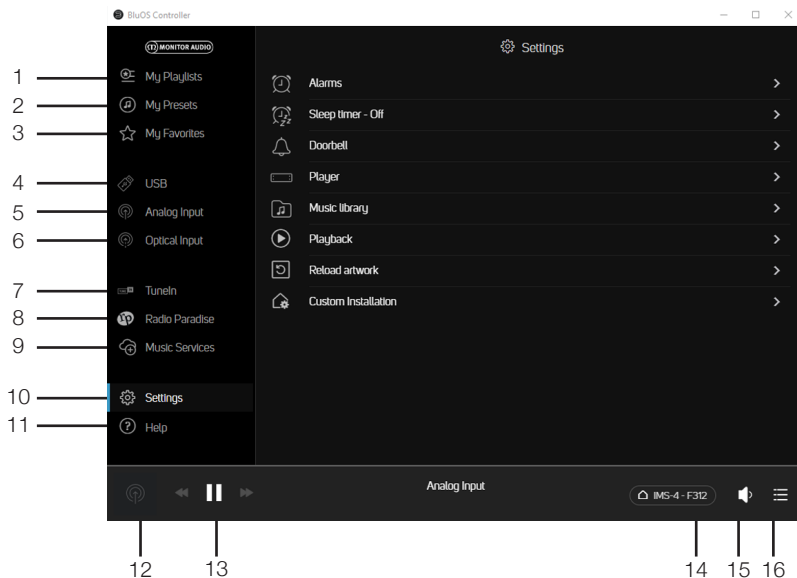 BluOS Controller
MONITOR AUDIO
Settings
1 My Playlists
2 My Presets
3 My Favorites
4 USB
5 Analog Input
6 Optical Input
7 TuneIn
8 Radio Paradise
9 Music Services
10 Settings
11 Help
Alarms
Sleep timer - Off
Doorbell
Player
Music library
Playback
Reload artwork
Custom Installation
Analog Input
IMS-4 - F312
12 13 14 15 16